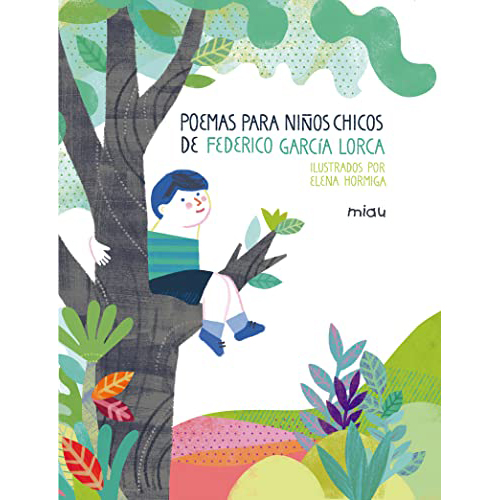 POEMAS PARA NIÑOS CHICOS
DE FEDERICO GARCÍA LORCA
ILUSTRADOS POR
ELENA HORMIGA
miau